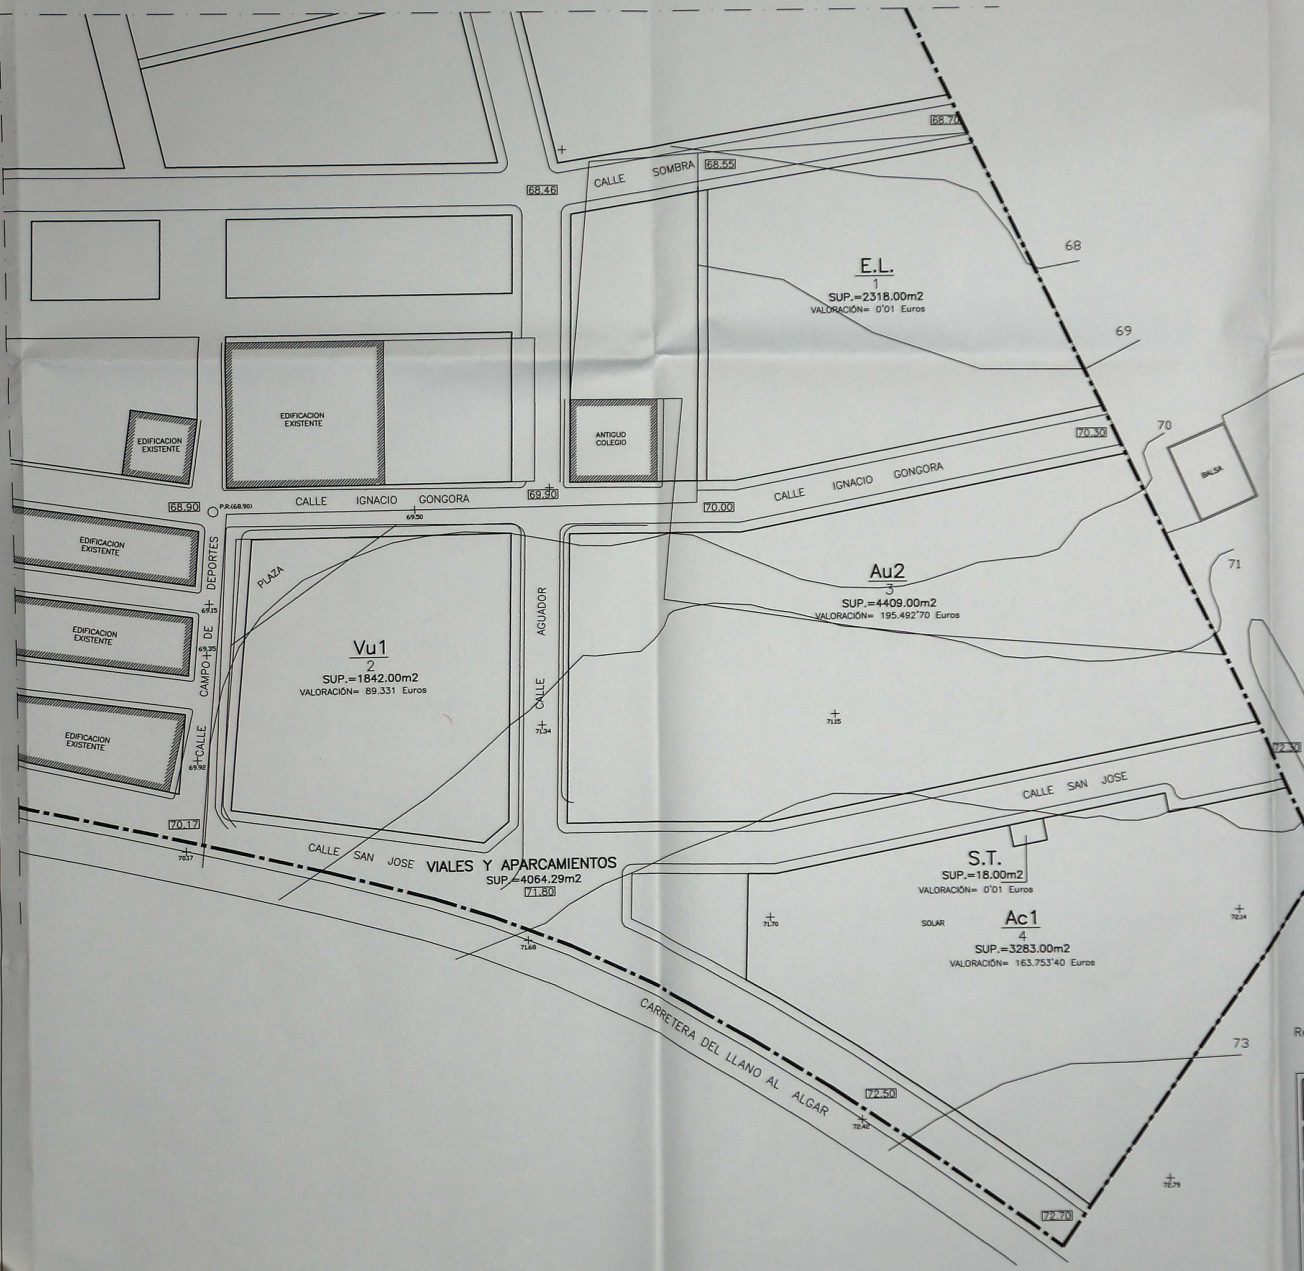 68.70
CALLE SOMBRA
68.55
68.46
68
E.L.
1
SUP.=2318.00m2
VALORACIÓN= 0'01 Euros
69
EDIFICACION
EXISTENTE
EDIFICACION
EXISTENTE
ANTIGUO
COLEGIO
70.30
70
BALSA
CALLE IGNACIO GONGORA
CALLE IGNACIO GONGORA
69.90
70.00
68.90
P.R.(68.90)
69.50
EDIFICACION
EXISTENTE
PLAZA
Au2
3
SUP.=4409.00m2
VALORACIÓN= 195.492'70 Euros
71
69.15
EDIFICACION
EXISTENTE
69.35
CALLE CAMPO DE DEPORTES
Vu1
2
SUP.=1842.00m2
VALORACIÓN= 89.331 Euros
CALLE AGUADOR
71.34
71.15
EDIFICACION
EXISTENTE
69.92
72.30
CALLE SAN JOSE
70.17
70.17
CALLE SAN JOSE
VIALES Y APARCAMIENTOS
SUP.=4064.29m2
71.80
S.T.
SUP.=18.00m2
VALORACIÓN= 0'01 Euros
71.70
SOLAR
Ac1
4
SUP.=3283.00m2
VALORACIÓN= 163.753'40 Euros
72.14
71.68
CARRETERA DEL LLANO AL ALGAR
73
72.50
72.42
72.79
72.70